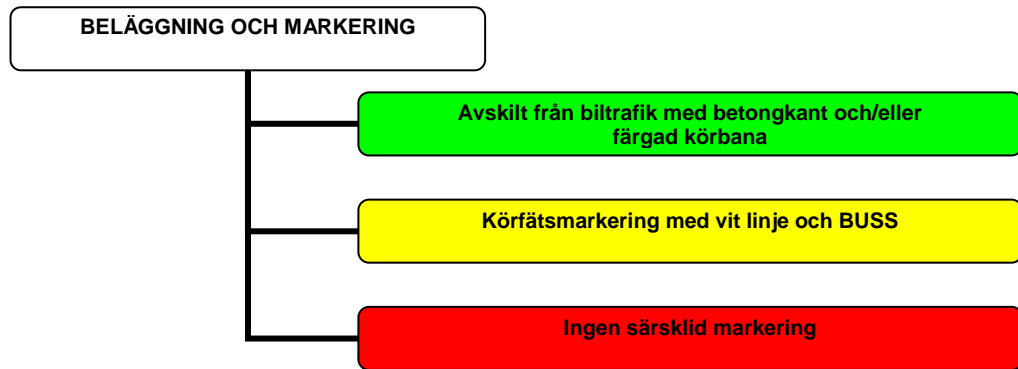 BELÄGGNING OCH MARKERING
Avskilt från biltrafik med betongkant och/eller
färgad körbana
Körfätsmarkering med vit linje och BUSS
Ingen särsklid markering